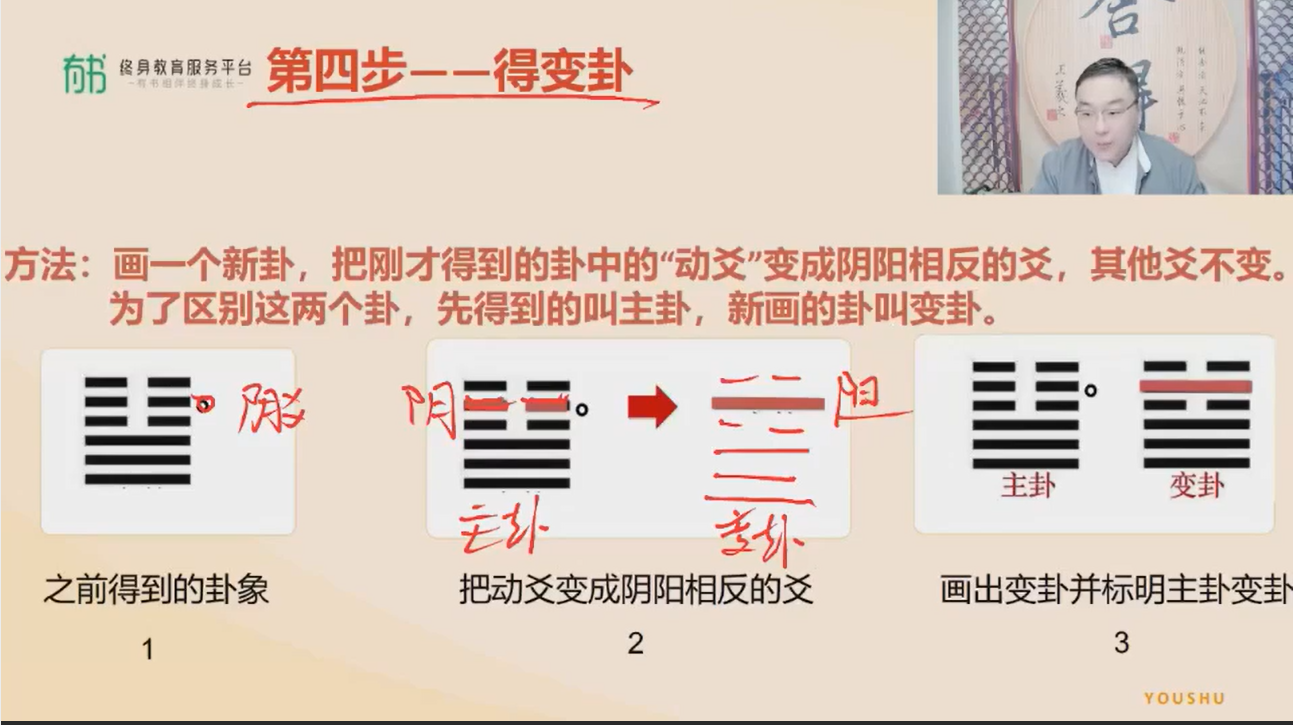 有书
终身教育服务平台
-有书相伴终身成长-
第四步——得变卦
方法：画一个新卦，把刚才得到的卦中的“动爻”变成阴阳相反的爻，其他爻不变。
为了区别这两个卦，先得到的叫主卦，新画的卦叫变卦。
阴爻
阴
阳
主卦
变卦
主卦
变卦
之前得到的卦象
把动爻变成阴阳相反的爻
画出变卦并标明主卦变卦
1
2
3
YOUSHU